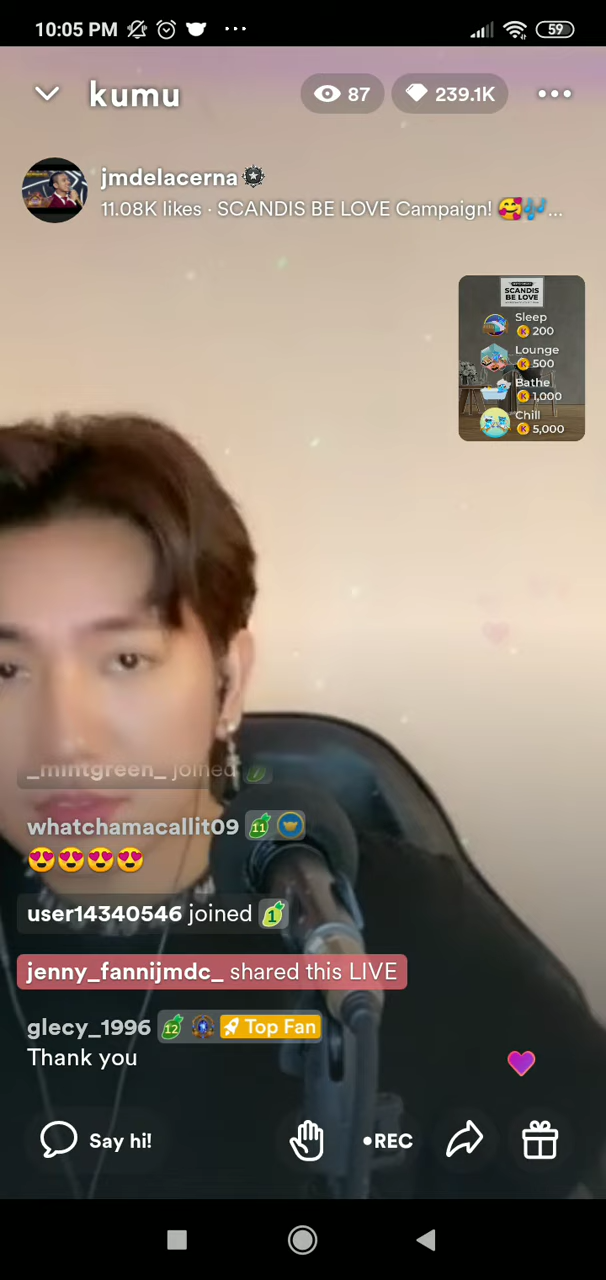 10:05 PM
59
kumu
87
239.1K
jmdelacerna
11.08K likes · SCANDIS BE LOVE Campaign! 🥰🎶...
SCANDIS
BE LOVE
Sleep
K 200
Lounge
K 500
Bathe
K 1,000
Chill
K 5,000
_mintgreen_ joined
whatchamacallit09 11
😍😍😍😍
user14340546 joined 1
jenny_fannijmdc_ shared this LIVE
glecy_1996 12 Top Fan
Thank you
Say hi!
•REC